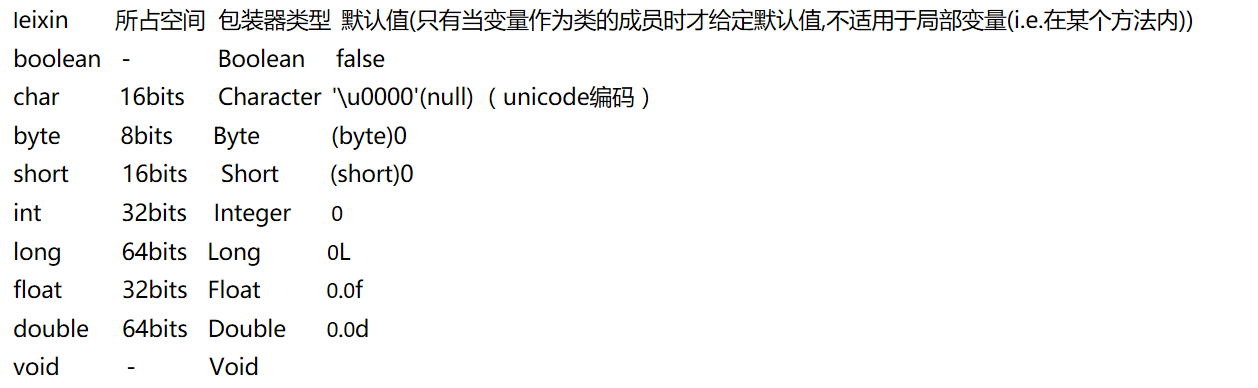 leixin 所占空间 包装器类型 默认值(只有当变量作为类的成员时才给定默认值,不适用于局部变量(i.e.在某个方法内))
boolean - Boolean false
char 16bits Character '\u0000'(null) （unicode编码）
byte 8bits Byte (byte)0
short 16bits Short (short)0
int 32bits Integer 0
long 64bits Long 0L
float 32bits Float 0.0f
double 64bits Double 0.0d
void - Void